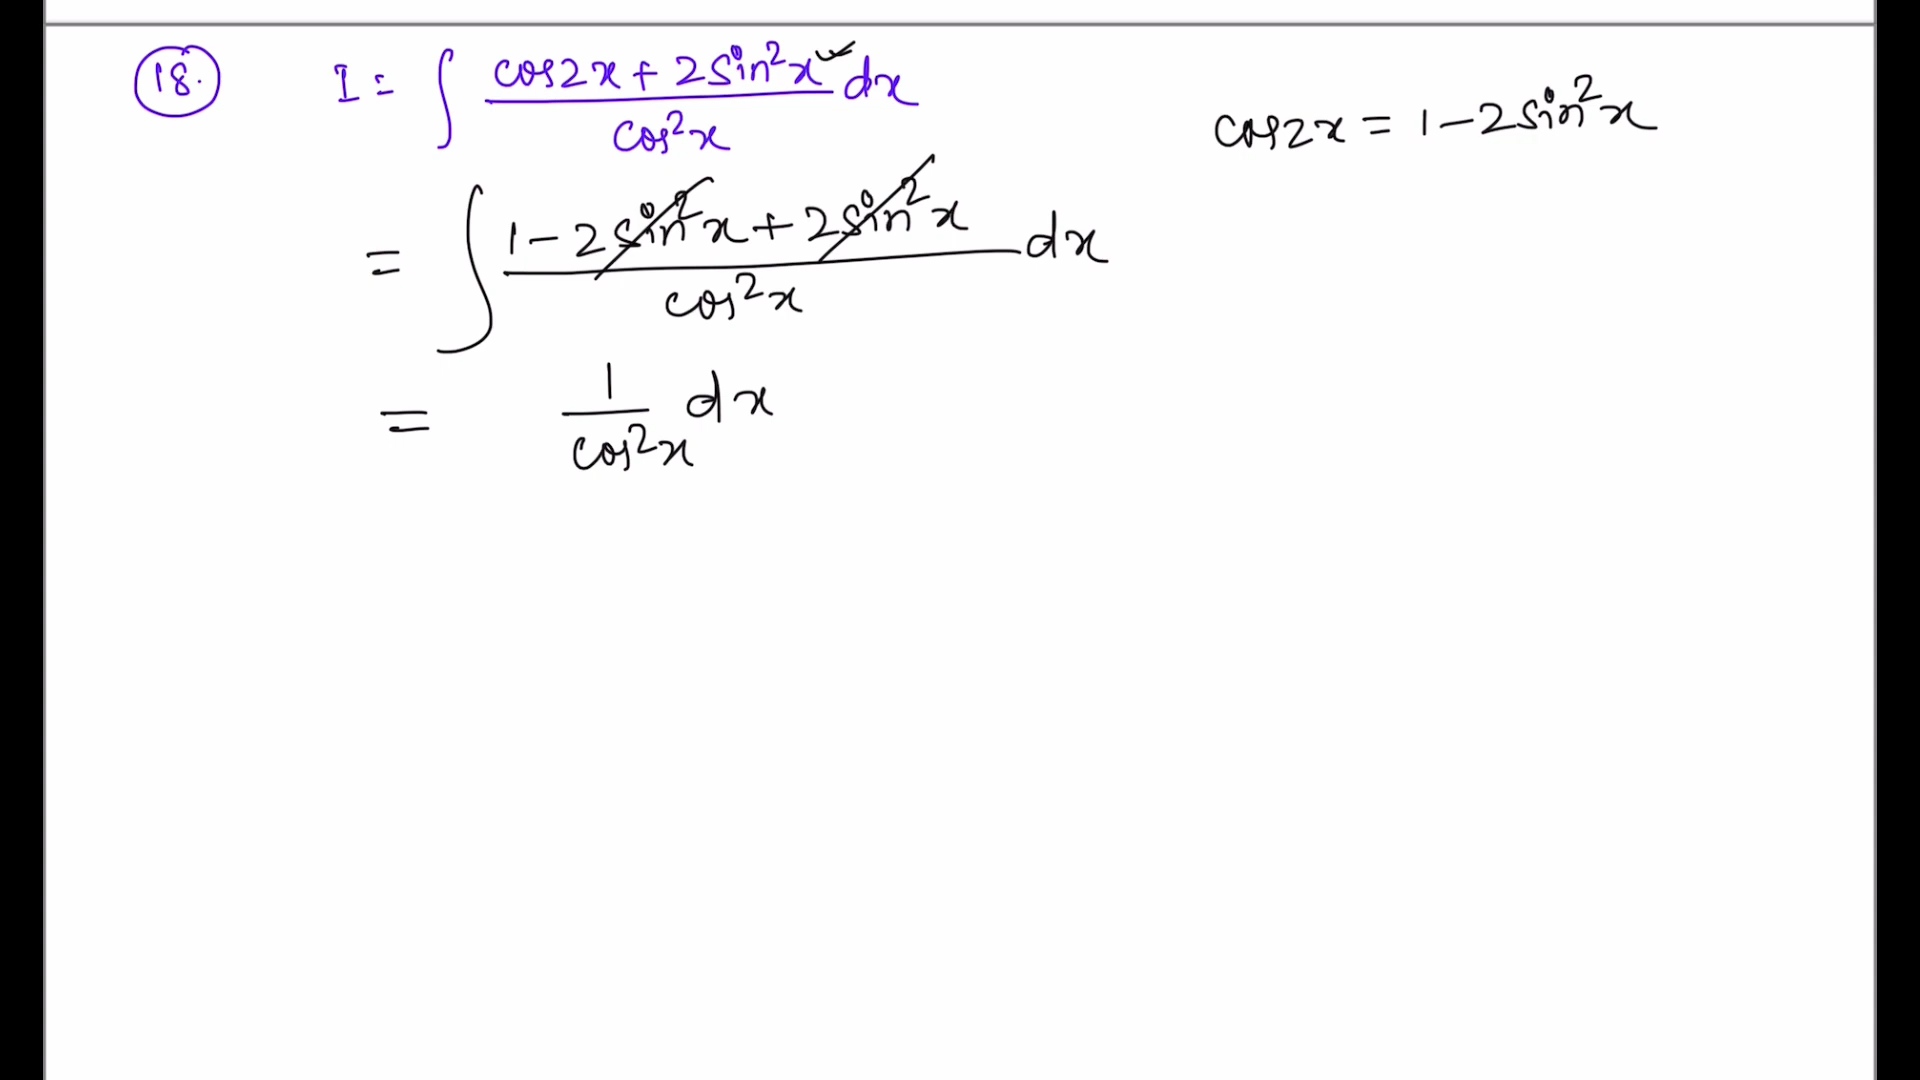 18. I = ∫ (cos2x + 2sin²x)/(cos²x) dx
cos2x = 1 - 2sin²x
= ∫ (1 - 2sin²x + 2sin²x)/(cos²x) dx
= 1/(cos²x) dx